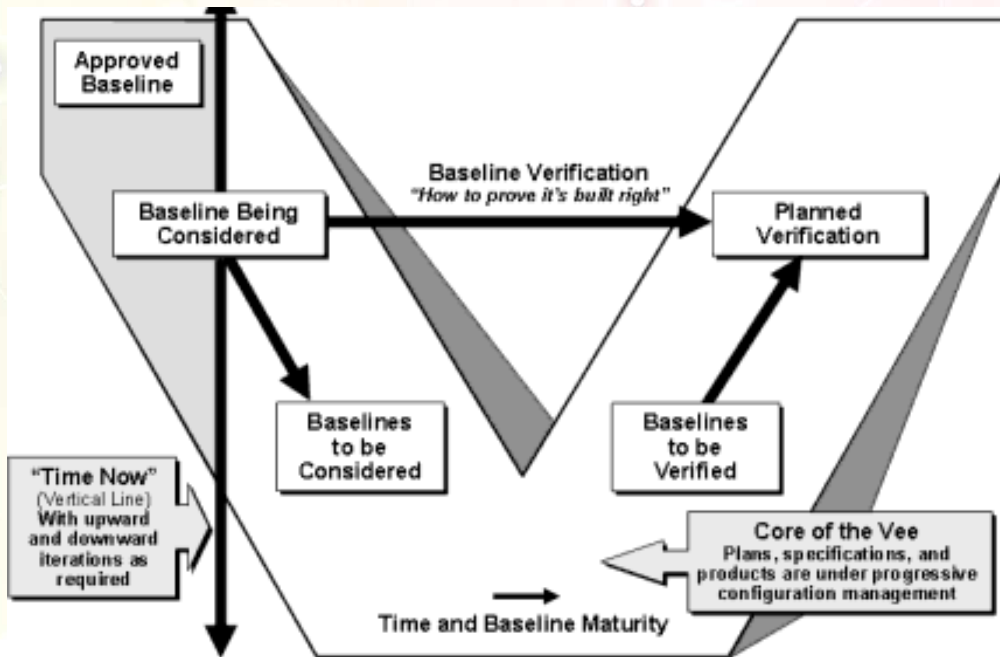 Approved
Baseline
Baseline Verification
“How to prove it's built right”
Baseline Being
Considered
Planned
Verification
Baselines
to be
Considered
Baselines
to be
Verified
“Time Now”
(Vertical Line)
With upward
and downward
iterations as
required
Core of the Vee
Plans, specifications, and
products are under progressive
configuration management
Time and Baseline Maturity